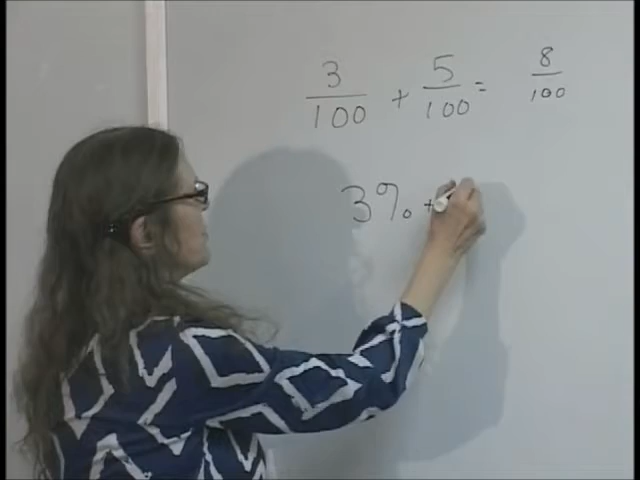 3/100 + 5/100 = 8/100
3% +